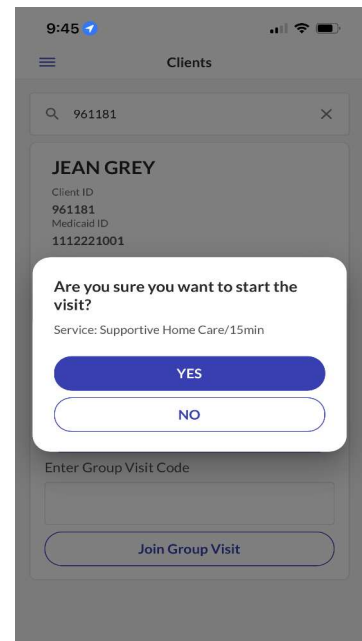 9:45
Clients
961181
JEAN GREY
Client ID
961181
Medicaid ID
1112221001
Are you sure you want to start the
visit?
Service: Supportive Home Care/15min
YES
NO
Enter Group Visit Code
Join Group Visit